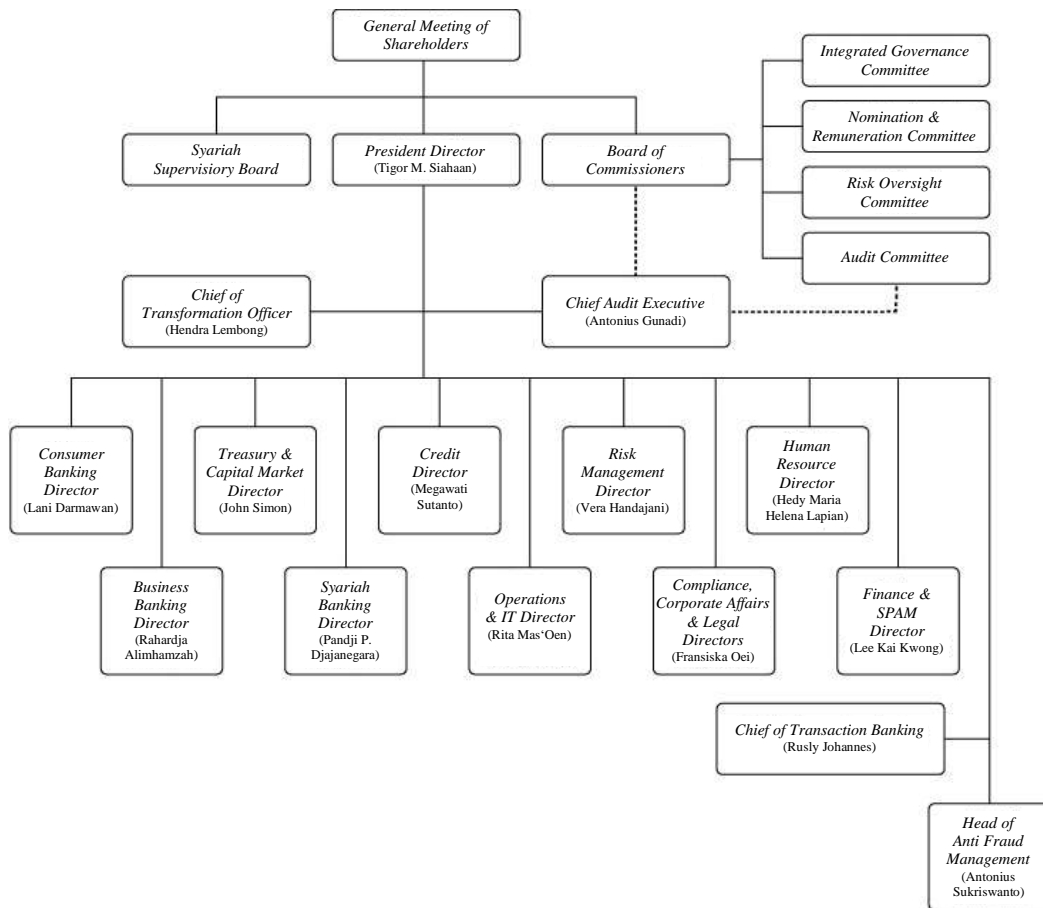 General Meeting of
Shareholders
Integrated Governance
Committee
Nomination &
Remuneration Committee
Risk Oversight
Committee
Audit Committee
Syariah
Supervisiory Board
President Director
(Tigor M. Siahaan)
Board of
Commissioners
Chief of
Transformation Officer
(Hendra Lembong)
Chief Audit Executive
(Antonius Gunadi)
Consumer
Banking
Director
(Lani Darmawan)
Treasury &
Capital Market
Director
(John Simon)
Credit
Director
(Megawati
Sutanto)
Risk
Management
Director
(Vera Handajani)
Human
Resource
Director
(Hedy Maria
Helena Lapian)
Business
Banking
Director
(Rahardja
Alimhamzah)
Syariah
Banking
Director
(Pandji P.
Djajanegara)
Operations
& IT Director
(Rita Mas‘Oen)
Compliance,
Corporate Affairs
& Legal
Directors
(Fransiska Oei)
Finance &
SPAM
Director
(Lee Kai Kwong)
Chief of Transaction Banking
(Rusly Johannes)
Head of
Anti Fraud
Management
(Antonius
Sukriswanto)